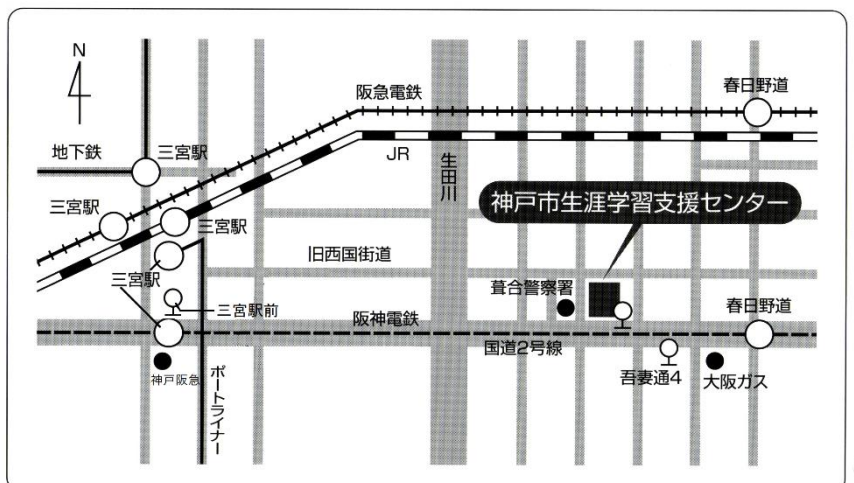 N
阪急電鉄
春日野道
地下鉄
三宮駅
JR
生田川
三宮駅
三宮駅
神戸市生涯学習支援センター
旧西国街道
三宮駅
葺合警察署
三宮駅前
阪神電鉄
春日野道
国道2号線
神戸阪急
ポートライナー
吾妻通4
大阪ガス